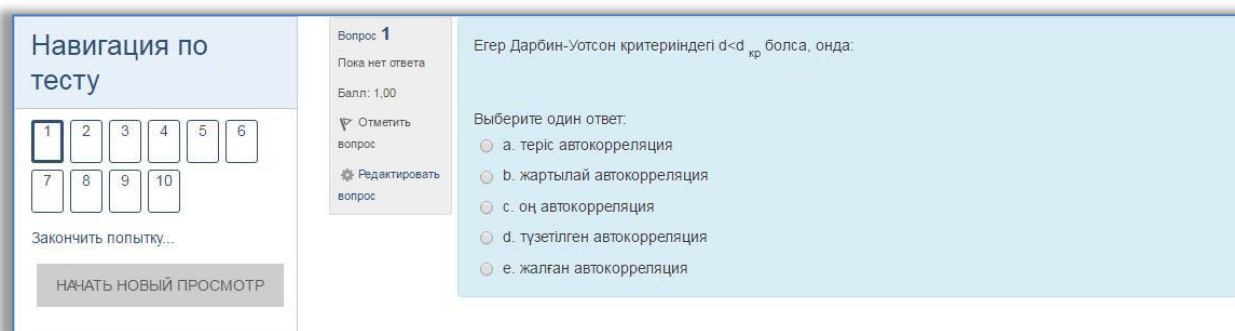 Навигация по
тесту
1 2 3 4 5 6
7 8 9 10
Закончить попытку...
НАЧАТЬ НОВЫЙ ПРОСМОТР
Вопрос 1
Пока нет ответа
Балл: 1,00
Отметить
вопрос
Редактировать
вопрос
Егер Дарбин-Уотсон критериіндегі d<d кр болса, онда:
Выберите один ответ:
a. теріс автокорреляция
b. жартылай автокорреляция
c. оң автокорреляция
d. түзетілген автокорреляция
e. жалған автокорреляция